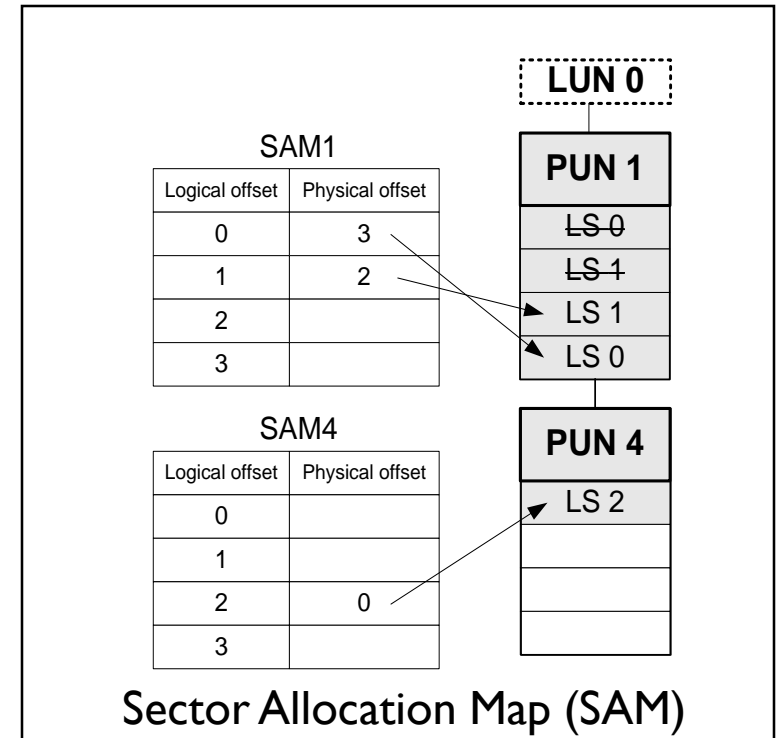 LUN 0
SAM1
Logical offset Physical offset
0 3
1 2
2
3
PUN 1
LS 0
LS 1
LS 1
LS 0
SAM4
Logical offset Physical offset
0
1
2 0
3
PUN 4
LS 2
Sector Allocation Map (SAM)